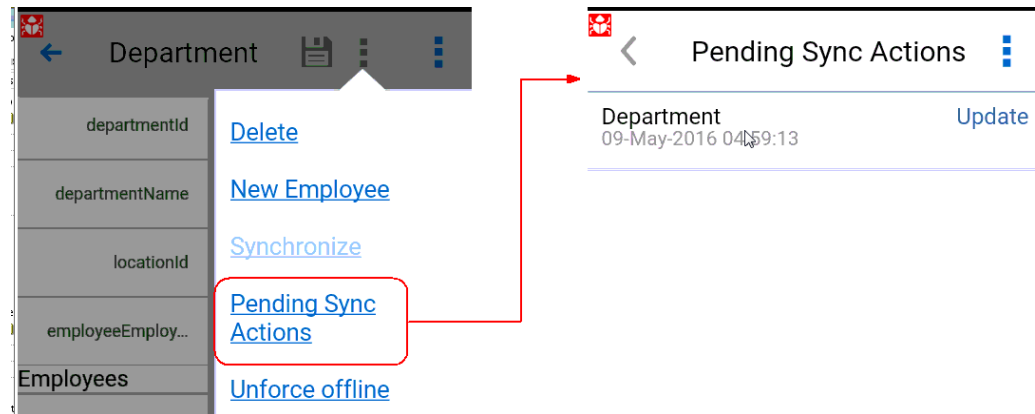 Department
departmentId
departmentName
locationId
employeeEmploy...
Employees
Delete
New Employee
Synchronize
Pending Sync
Actions
Unforce offline
Pending Sync Actions
Department
Update
09-May-2016 04:59:13